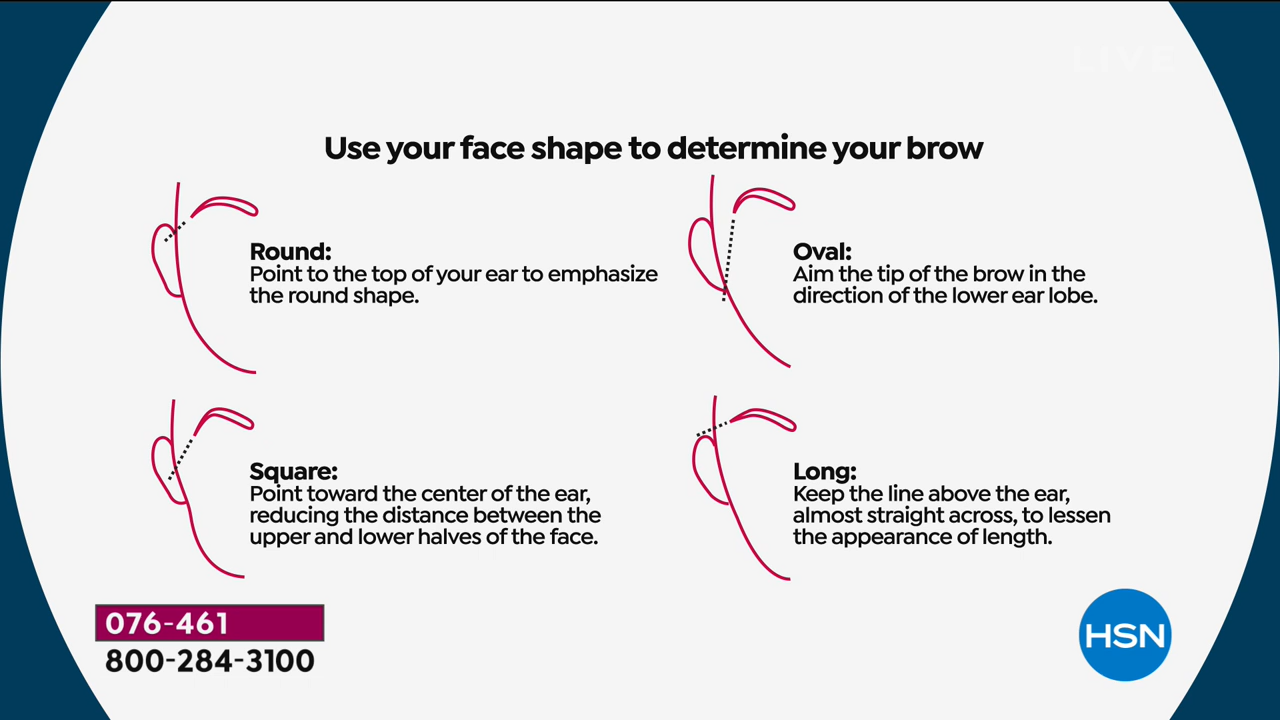 LIVE
Use your face shape to determine your brow
Round:
Point to the top of your ear to emphasize
the round shape.
Oval:
Aim the tip of the brow in the
direction of the lower ear lobe.
Square:
Point toward the center of the ear,
reducing the distance between the
upper and lower halves of the face.
Long:
Keep the line above the ear,
almost straight across, to lessen
the appearance of length.
076-461
800-284-3100
HSN